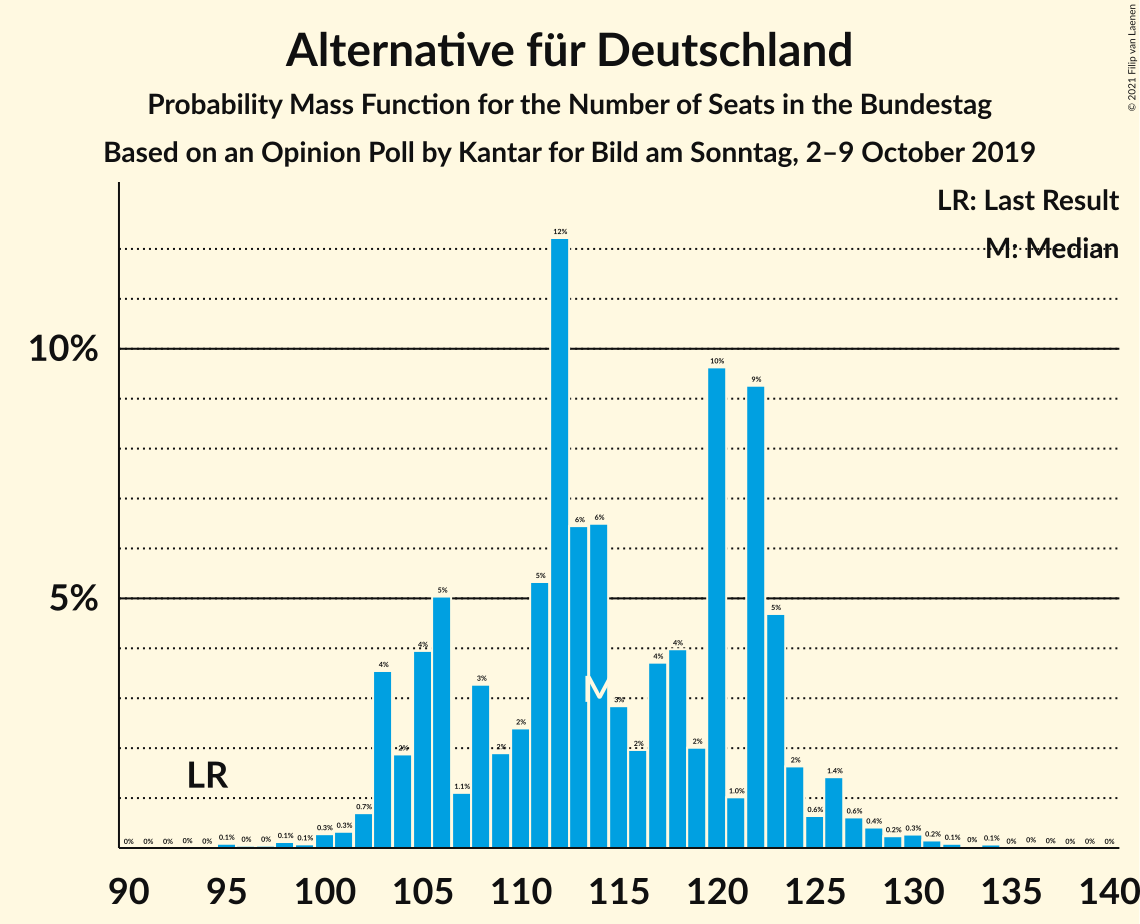 Alternative für Deutschland
Probability Mass Function for the Number of Seats in the Bundestag
Based on an Opinion Poll by Kantar for Bild am Sonntag, 2–9 October 2019
© 2021 Filip van Laenen
LR: Last Result
M: Median
10%
5%
0% 0% 0% 0% 0% 0.1% 0% 0% 0.1% 0.1% 0.3% 0.3% 0.7% 4% 2% 4% 5% 1.1% 3% 2% 2% 5% 12% 6% 6% 3% 2% 4% 4% 2% 10% 1.0% 9% 5% 2% 0.6% 1.4% 0.6% 0.4% 0.2% 0.3% 0.2% 0.1% 0% 0.1% 0% 0% 0% 0% 0% 0%
M
LR
90 95 100 105 110 115 120 125 130 135 140